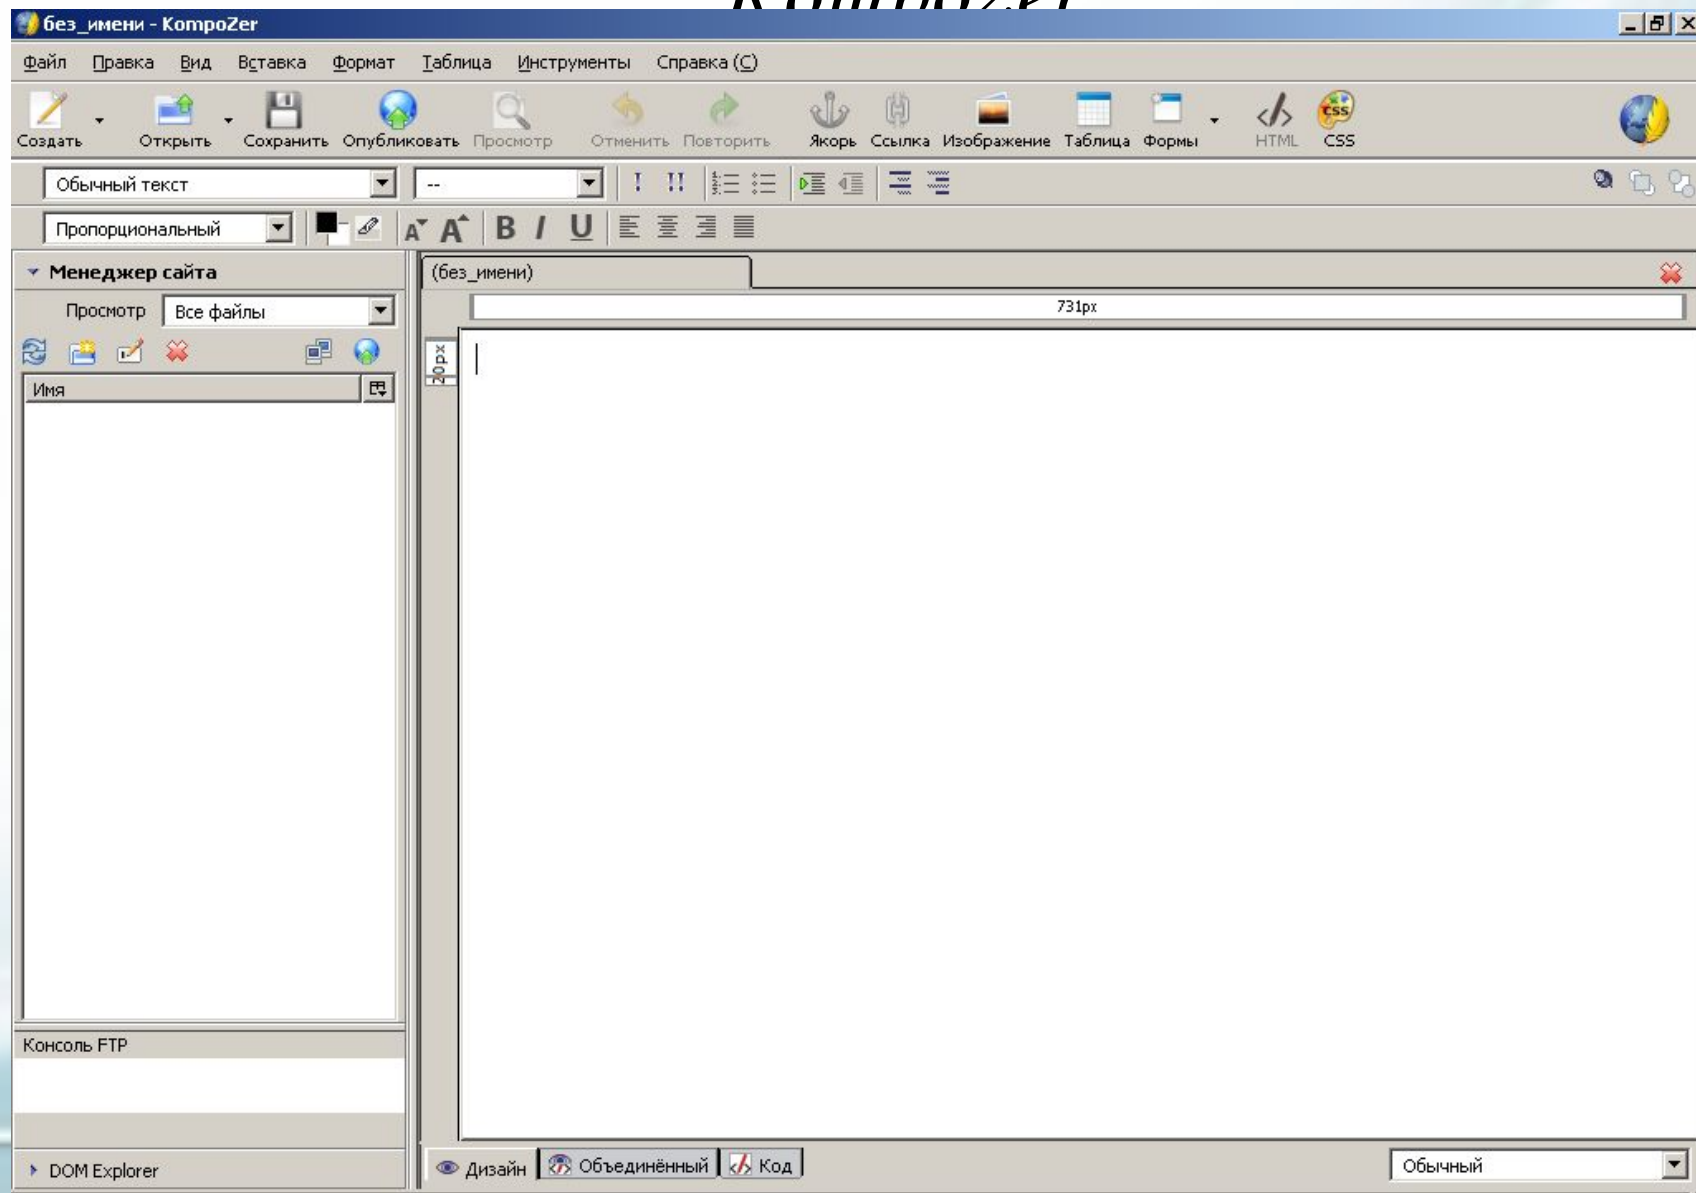 KompoZer
без_имени - KompoZer
Файл Правка Вид Вставка Формат Таблица Инструменты Справка (C)
Создать Открыть Сохранить Опубликовать Просмотр Отменить Повторить Якорь Ссылка Изображение Таблица Формы HTML CSS
Обычный текст --
Пропорциональный
Менеджер сайта
(без_имени)
Просмотр Все файлы
731px
20px
Имя
Консоль FTP
DOM Explorer
Дизайн Объединённый Код
Обычный